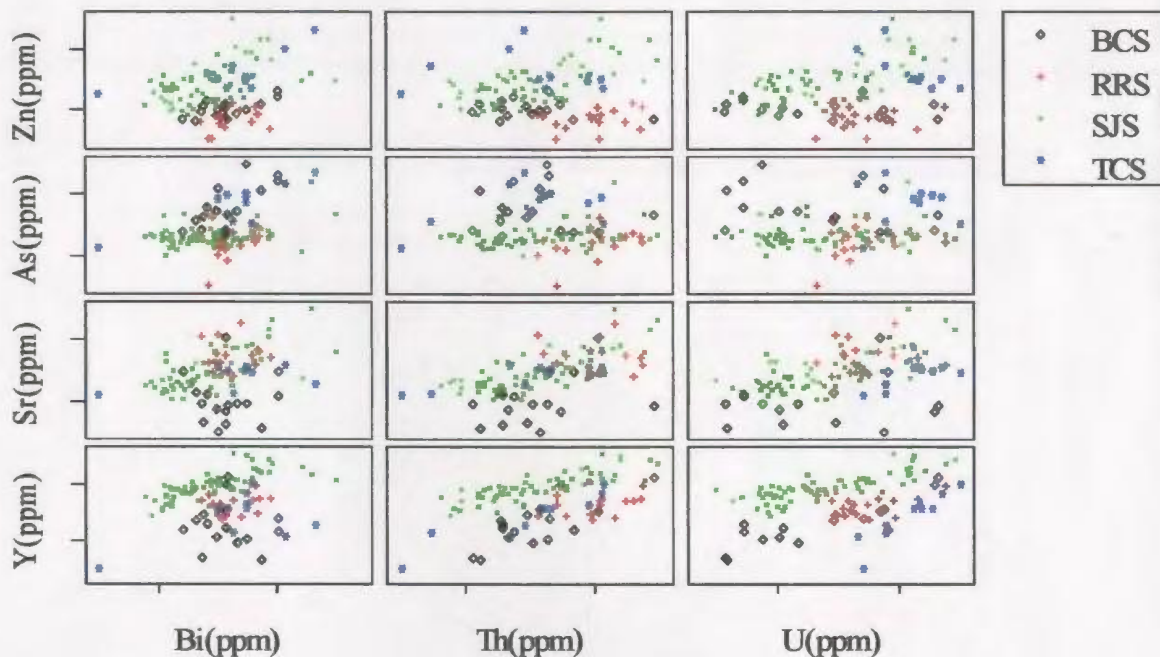 Zn(ppm)
As(ppm)
Sr(ppm)
Y(ppm)
Bi(ppm)
Th(ppm)
U(ppm)
BCS
RRS
SJS
TCS